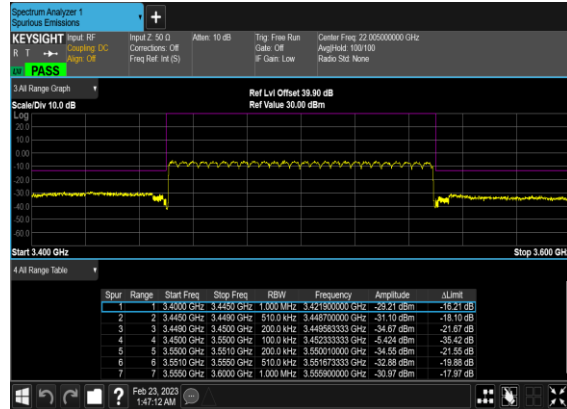 Spectrum Analyzer 1
Spurious Emissions
KEYSIGHT Input: RF Input Z: 50 Ω Atten: 10 dB Trig: Free Run Center Freq: 22.005000000 GHz
R T Coupling: DC Corrections: Off Gate: Off Avg|Hold: 100/100
Align: Off Freq Ref: Int (S) IF Gain: Low Radio Std: None
PASS
3 All Range Graph
Ref Lvl Offset 39.90 dB
Scale/Div 10.0 dB Ref Value 30.00 dBm
Log
20.0
10.0
0.00
-10.0
-20.0
-30.0
-40.0
-50.0
-60.0
Start 3.400 GHz Stop 3.600 GHz
4 All Range Table
Spur Range Start Freq Stop Freq RBW Frequency Amplitude ΔLimit
1 1 3.4000 GHz 3.4450 GHz 1.000 MHz 3.421900000 GHz -29.21 dBm -16.21 dB
2 2 3.4450 GHz 3.4490 GHz 510.0 kHz 3.448700000 GHz -31.10 dBm -18.10 dB
3 3 3.4490 GHz 3.4500 GHz 200.0 kHz 3.449583333 GHz -34.67 dBm -21.67 dB
4 4 3.4500 GHz 3.5500 GHz 100.0 kHz 3.452333333 GHz -5.424 dBm -35.42 dB
5 5 3.5500 GHz 3.5510 GHz 200.0 kHz 3.550010000 GHz -34.55 dBm -21.55 dB
6 6 3.5510 GHz 3.5550 GHz 510.0 kHz 3.551673333 GHz -32.88 dBm -19.88 dB
7 7 3.5550 GHz 3.6000 GHz 1.000 MHz 3.555900000 GHz -30.97 dBm -17.97 dB
Feb 23, 2023
1:47:12 AM